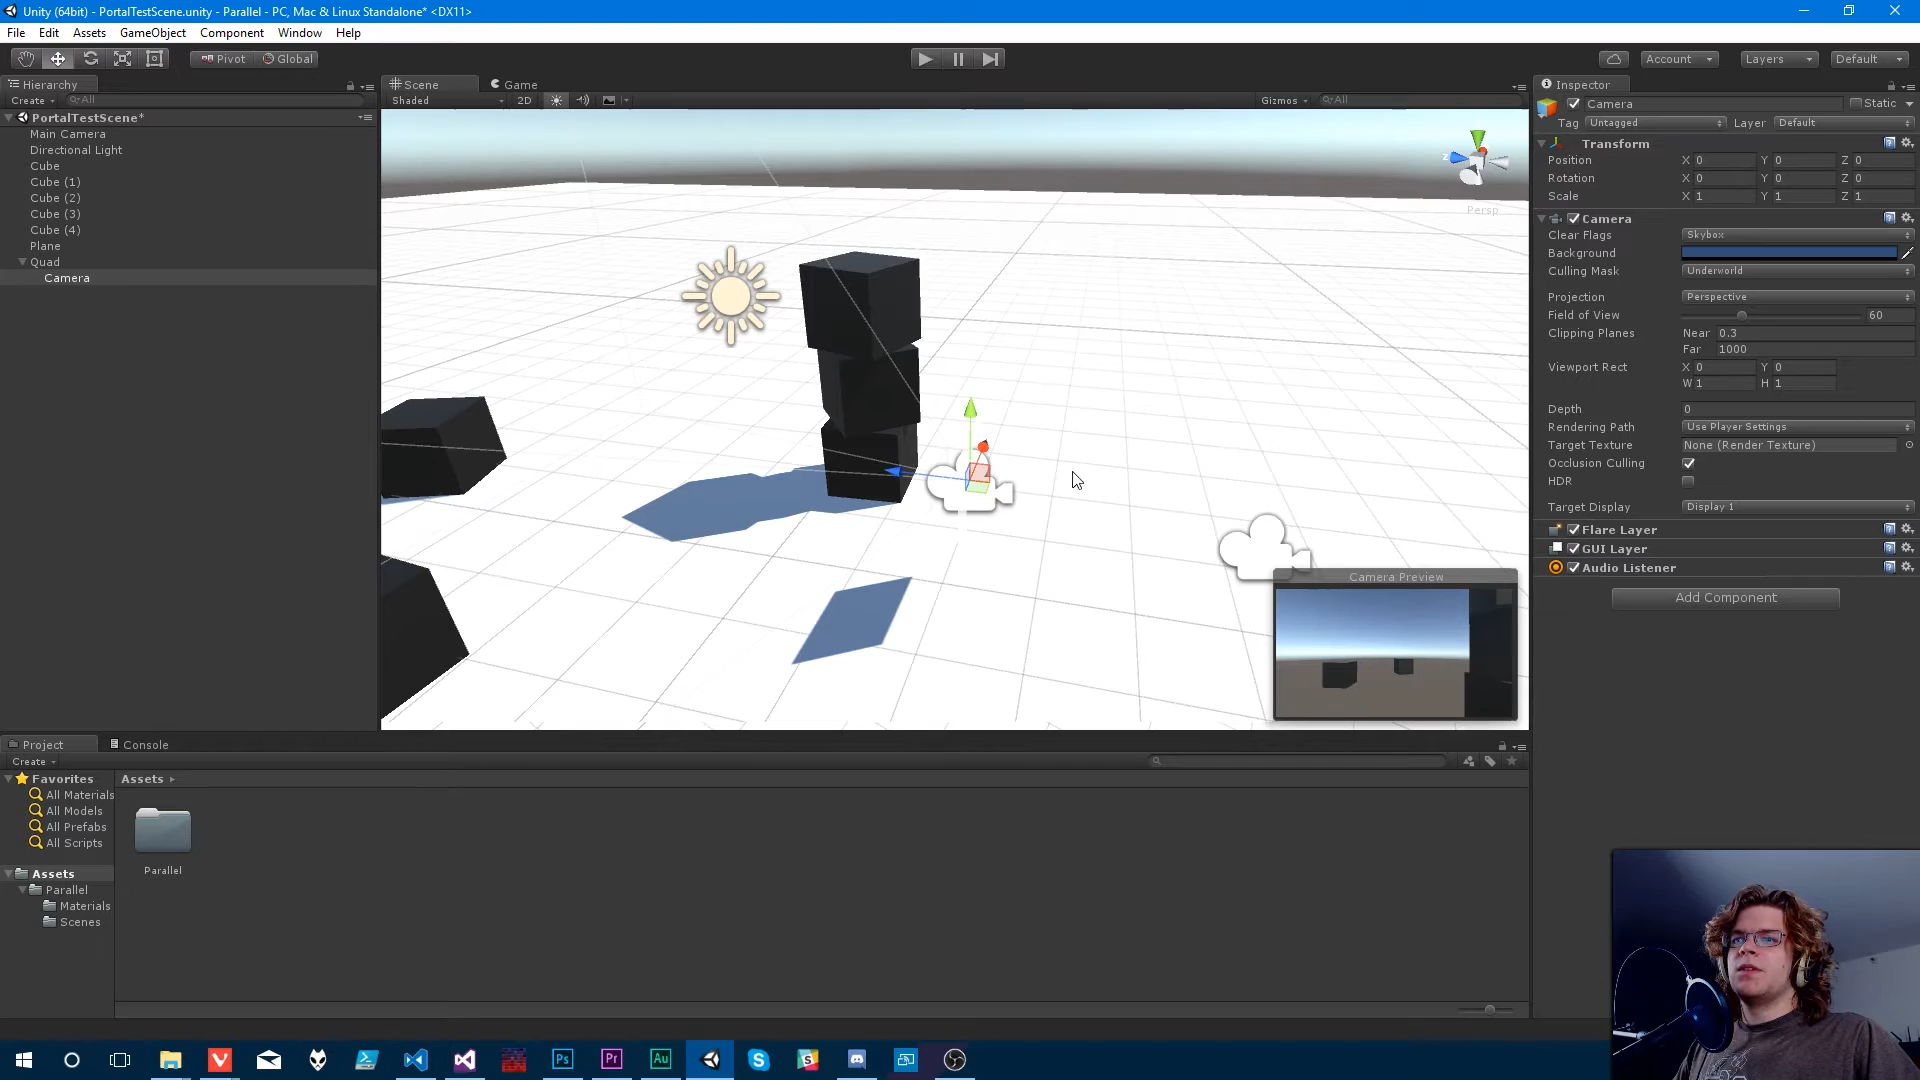 Unity (64bit) - PortalTestScene.unity - Parallel - PC, Mac & Linux Standalone* <DX11>
File Edit Assets GameObject Component Window Help
Pivot Global Account Layers Default
Hierarchy
Create All
PortalTestScene*
Main Camera
Directional Light
Cube
Cube (1)
Cube (2)
Cube (3)
Cube (4)
Plane
Quad
Camera
Scene Game
Shaded 2D Gizmos All
z
Persp
Camera Preview
Inspector
Camera Static
Tag Untagged Layer Default
Transform
Position X 0 Y 0 Z 0
Rotation X 0 Y 0 Z 0
Scale X 1 Y 1 Z 1
Camera
Clear Flags Skybox
Background
Culling Mask Underworld
Projection Perspective
Field of View 60
Clipping Planes Near 0.3
Far 1000
Viewport Rect X 0 Y 0
W 1 H 1
Depth 0
Rendering Path Use Player Settings
Target Texture None (Render Texture)
Occlusion Culling
HDR
Target Display Display 1
Flare Layer
GUI Layer
Audio Listener
Add Component
Project Console
Create
Favorites
All Materials
All Models
All Prefabs
All Scripts
Assets
Parallel
Materials
Scenes
Assets
Parallel
Ps Pr Au